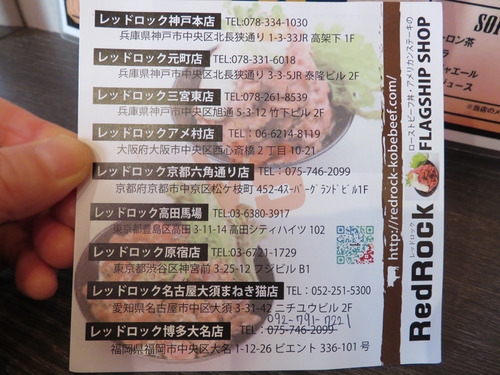 レッドロック神戸本店 TEL:078-334-1030
兵庫県神戸市中央区北長狭通り 1-3-33JR 高架下 1F
レッドロック元町店 TEL:078-331-6018
兵庫県神戸市中央区北長狭通り 3-3-5JR 泰隆ビル 2F
レッドロック三宮東店 TEL:078-261-8539
兵庫県神戸市中央区旭通 5-3-12 竹下ビル 2F
レッドロックアメ村店 TEL: 06-6214-8119
大阪府大阪市中央区西心斎橋 2 丁目 10-21
レッドロック京都六角通り店 TEL: 075-746-2099
京都府京都市中京区松ケ枝町 452-4スーパーグランドビル1F
レッドロック高田馬場 TEL:03-6380-3917
東京都豊島区高田 3-11-14 高田シティハイツ 102
レッドロック原宿店 TEL:03-6721-1729
東京都渋谷区神宮前 3-25-12 フジビル B1
レッドロック名古屋大須まねき猫店 TEL: 052-251-5300
愛知県名古屋市中区大須 3-31-42 ニチユウビル 2F
092-791-7221
レッドロック博多大名店 TEL: 075-746-2099
福岡県福岡市中央区大名 1-12-26 ピエント 336-101 号
RedRock
レッドロック
ローストビーフ丼・アメリカンステーキの
FLAGSHIP SHOP
http://redrock-kobebeef.com/